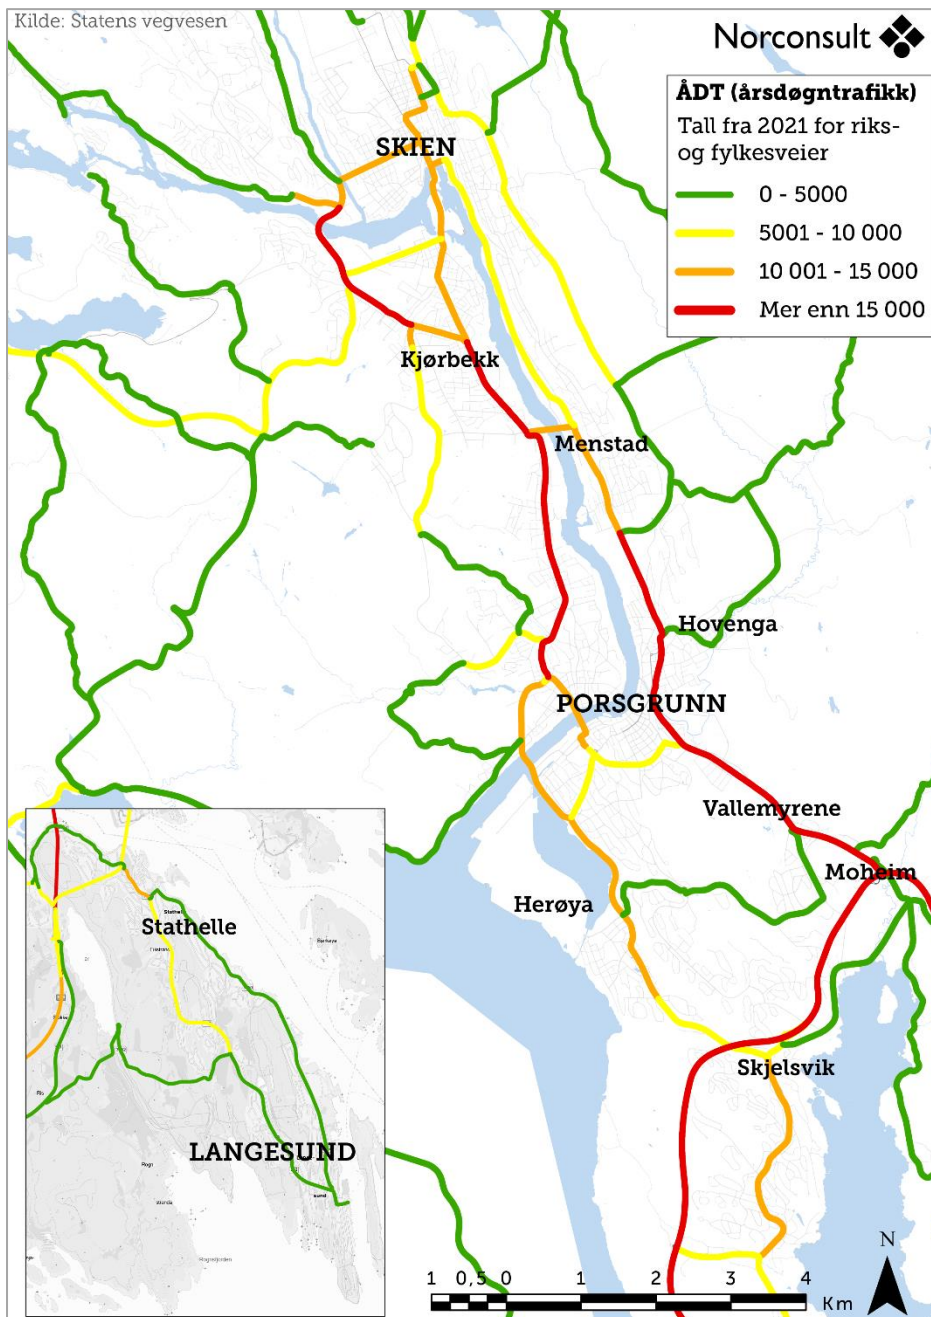 Kilde: Statens vegvesen
Norconsult
ÅDT (årsdøgntrafikk)
Tall fra 2021 for riks-
og fylkesveier
0 - 5000
5001 - 10 000
10 001 - 15 000
Mer enn 15 000
SKIEN
Kjørbekk
Menstad
Hovenga
PORSGRUNN
Vallemyrene
Moheim
Herøya
Stathelle
Skjelsvik
LANGESUND
N
1 0,5 0 1 2 3 4
Km